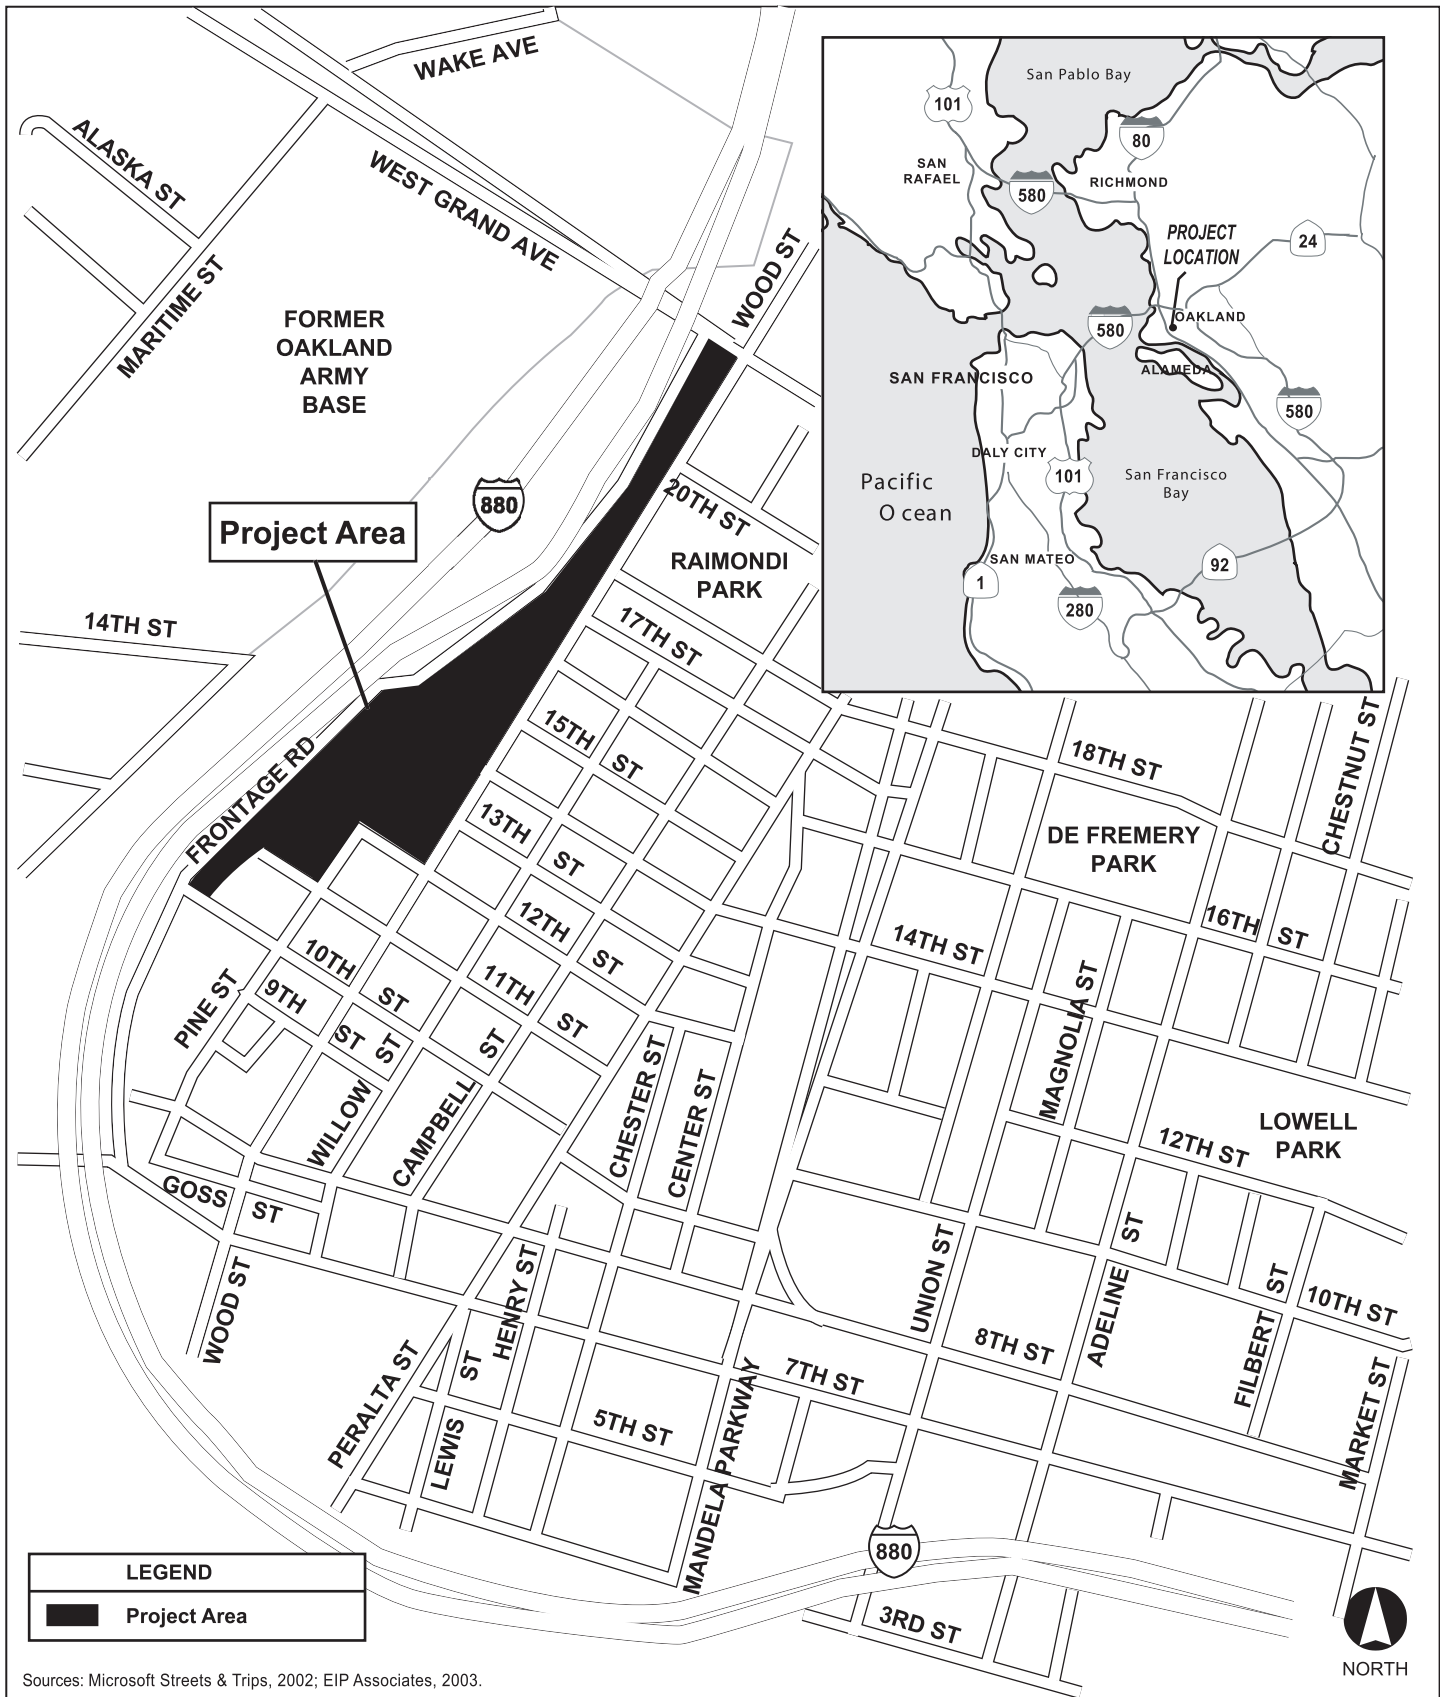 WAKE AVE
ALASKA ST
WEST GRAND AVE
MARITIME ST
WOOD ST
FORMER
OAKLAND
ARMY
BASE
880
Project Area
14TH ST
FRONTAGE RD
20TH ST
RAIMONDI
PARK
17TH ST
15TH
ST
13TH
ST
12TH
ST
11TH
ST
10TH
ST
9TH
ST
PINE ST
WILLOW
ST
CAMPBELL
ST
GOSS
ST
WOOD ST
PERALTA ST
LEWIS
ST
HENRY ST
CHESTER ST
CENTER ST
5TH ST
7TH ST
MANDELA PARKWAY
8TH ST
UNION ST
ADELINE
ST
MAGNOLIA ST
14TH ST
18TH ST
DE FREMERY
PARK
16TH
ST
CHESTNUT ST
LOWELL
PARK
12TH ST
10TH ST
FILBERT
ST
MARKET ST
880
3RD ST
San Pablo Bay
101
80
SAN
RAFAEL
580
RICHMOND
PROJECT
LOCATION
24
580
OAKLAND
SAN FRANCISCO
ALAMEDA
580
DALY CITY
101
San Francisco
Bay
Pacific
O cean
SAN MATEO
1
280
92
LEGEND
Project Area
Sources: Microsoft Streets & Trips, 2002; EIP Associates, 2003.
NORTH